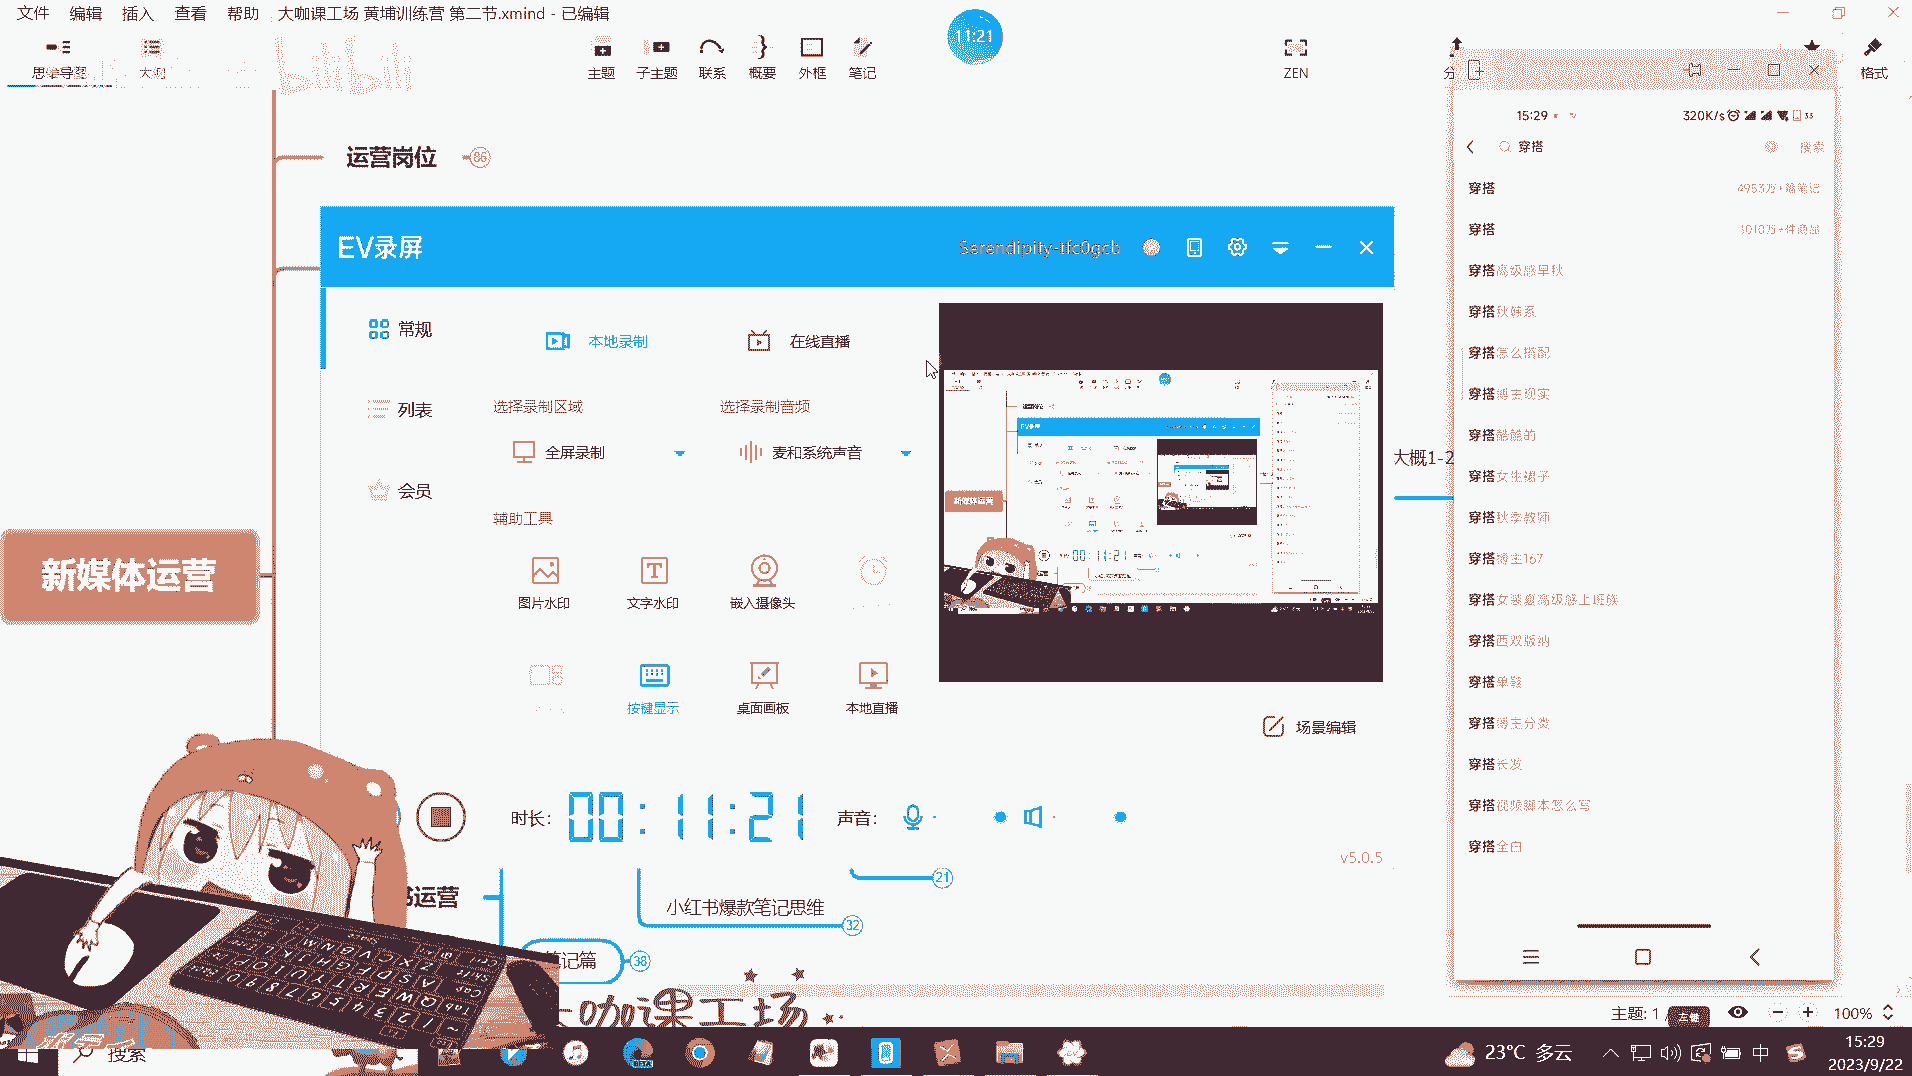 文件 编辑 插入 查看 帮助 大咖课工场 黄埔训练营 第二节.xmind - 已编辑
11:21
思维导图 大纲 bilibili 主题 子主题 联系 概要 外框 笔记 ZEN 格式
运营岗位 86
EV录屏 Serendipity-tfc0gcb
常规 本地录制 在线直播
列表 选择录制区域 选择录制音频
全屏录制 麦和系统声音
会员
辅助工具
图片水印 文字水印 嵌入摄像头
按键显示 桌面画板 本地直播
场景编辑
时长: 00:11:21 声音:
v5.0.5
新媒体运营
大概1-2
书运营
21
小红书爆款笔记思维 32
笔记篇 38
大咖课工场
15:29 320K/s 33
穿搭 搜索
穿搭 4953万+篇笔记
穿搭 3010万+件商品
穿搭高级感早秋
穿搭秋韩系
穿搭怎么搭配
穿搭博主现实
穿搭酷酷的
穿搭女生裙子
穿搭秋季教师
穿搭博主167
穿搭女装夏高级感上班族
穿搭西双版纳
穿搭单鞋
穿搭博主分类
穿搭长发
穿搭视频脚本怎么写
穿搭全白
主题: 1 / 左键 100%
搜索 BETA 23°C 多云 中 15:29
2023/9/22